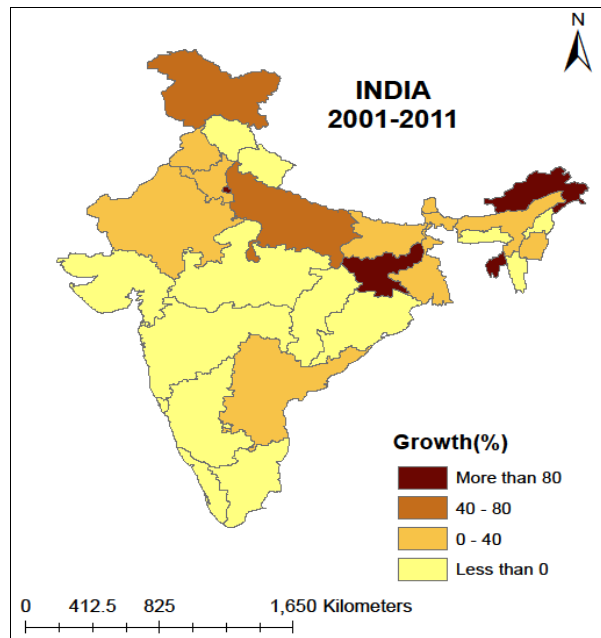 N
INDIA
2001-2011
Growth(%)
More than 80
40 - 80
0 - 40
Less than 0
0 412.5 825 1,650 Kilometers